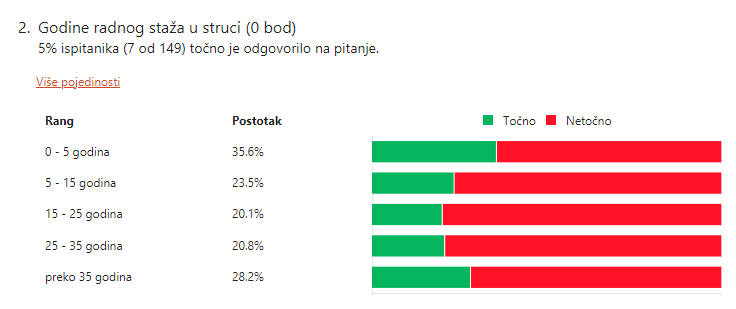 2. Godine radnog staža u struci (0 bod)
5% ispitanika (7 od 149) točno je odgovorilo na pitanje.
Više pojedinosti
Rang Postotak Točno Netočno
0 - 5 godina 35.6%
5 - 15 godina 23.5%
15 - 25 godina 20.1%
25 - 35 godina 20.8%
preko 35 godina 28.2%